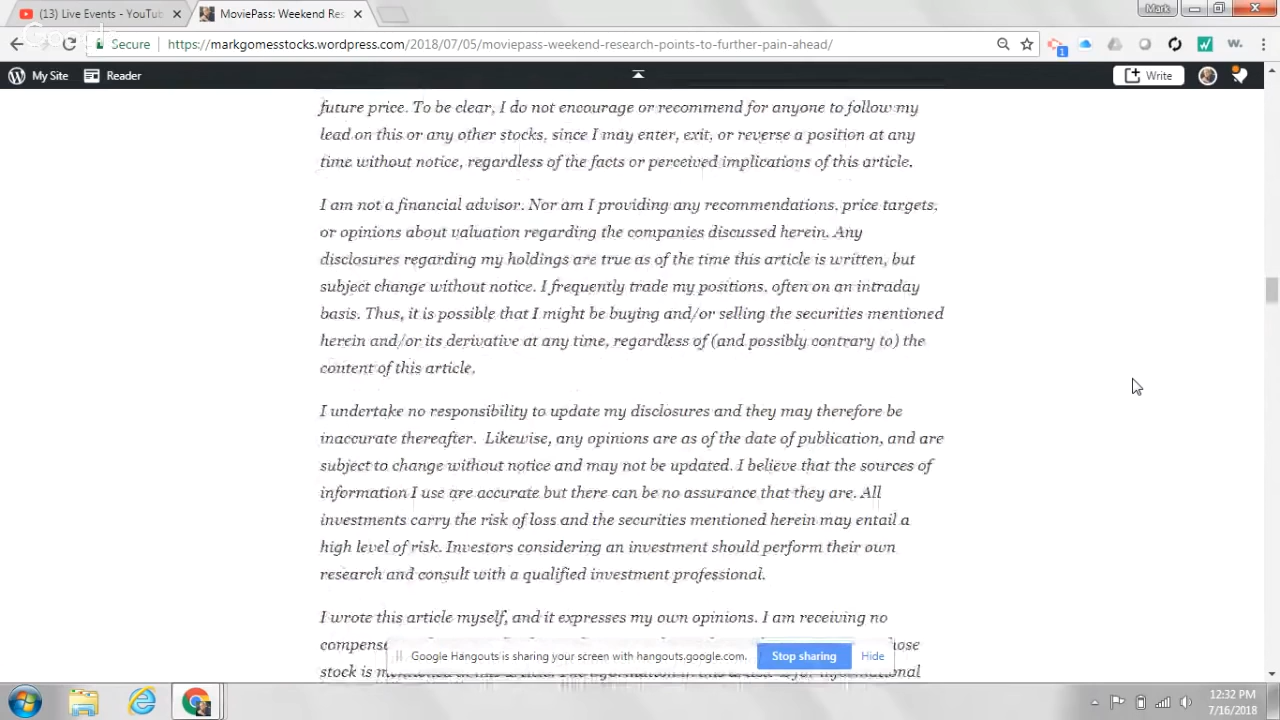 (13) Live Events - YouTu
MoviePass: Weekend Res
Mark
Secure
https://markgomesstocks.wordpress.com/2018/07/05/moviepass-weekend-research-points-to-further-pain-ahead/
1
W.
My Site
Reader
Write
future price. To be clear, I do not encourage or recommend for anyone to follow my
lead on this or any other stocks, since I may enter, exit, or reverse a position at any
time without notice, regardless of the facts or perceived implications of this article.
I am not a financial advisor. Nor am I providing any recommendations, price targets,
or opinions about valuation regarding the companies discussed herein. Any
disclosures regarding my holdings are true as of the time this article is written, but
subject change without notice. I frequently trade my positions, often on an intraday
basis. Thus, it is possible that I might be buying and/or selling the securities mentioned
herein and/or its derivative at any time, regardless of (and possibly contrary to) the
content of this article.
I undertake no responsibility to update my disclosures and they may therefore be
inaccurate thereafter. Likewise, any opinions are as of the date of publication, and are
subject to change without notice and may not be updated. I believe that the sources of
information I use are accurate but there can be no assurance that they are. All
investments carry the risk of loss and the securities mentioned herein may entail a
high level of risk. Investors considering an investment should perform their own
research and consult with a qualified investment professional.
I wrote this article myself, and it expresses my own opinions. I am receiving no
Google Hangouts is sharing your screen with hangouts.google.com.
Stop sharing
Hide
stock is
12:32 PM
7/16/2018